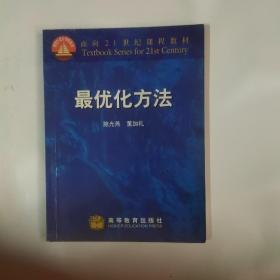 面向21世纪课程教材
Textbook Series for 21st Century
最优化方法
施光燕 董加礼
高等教育出版社
HIGHER EDUCATION PRESS